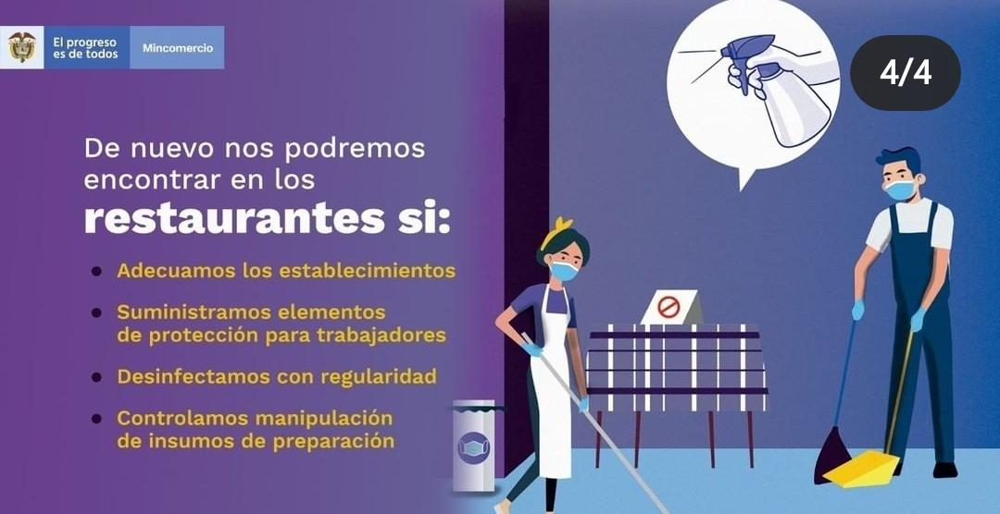 El progreso
es de todos
Mincomercio
4/4
De nuevo nos podremos
encontrar en los
restaurantes si:
Adecuamos los establecimientos
Suministramos elementos
de protección para trabajadores
Desinfectamos con regularidad
Controlamos manipulación
de insumos de preparación